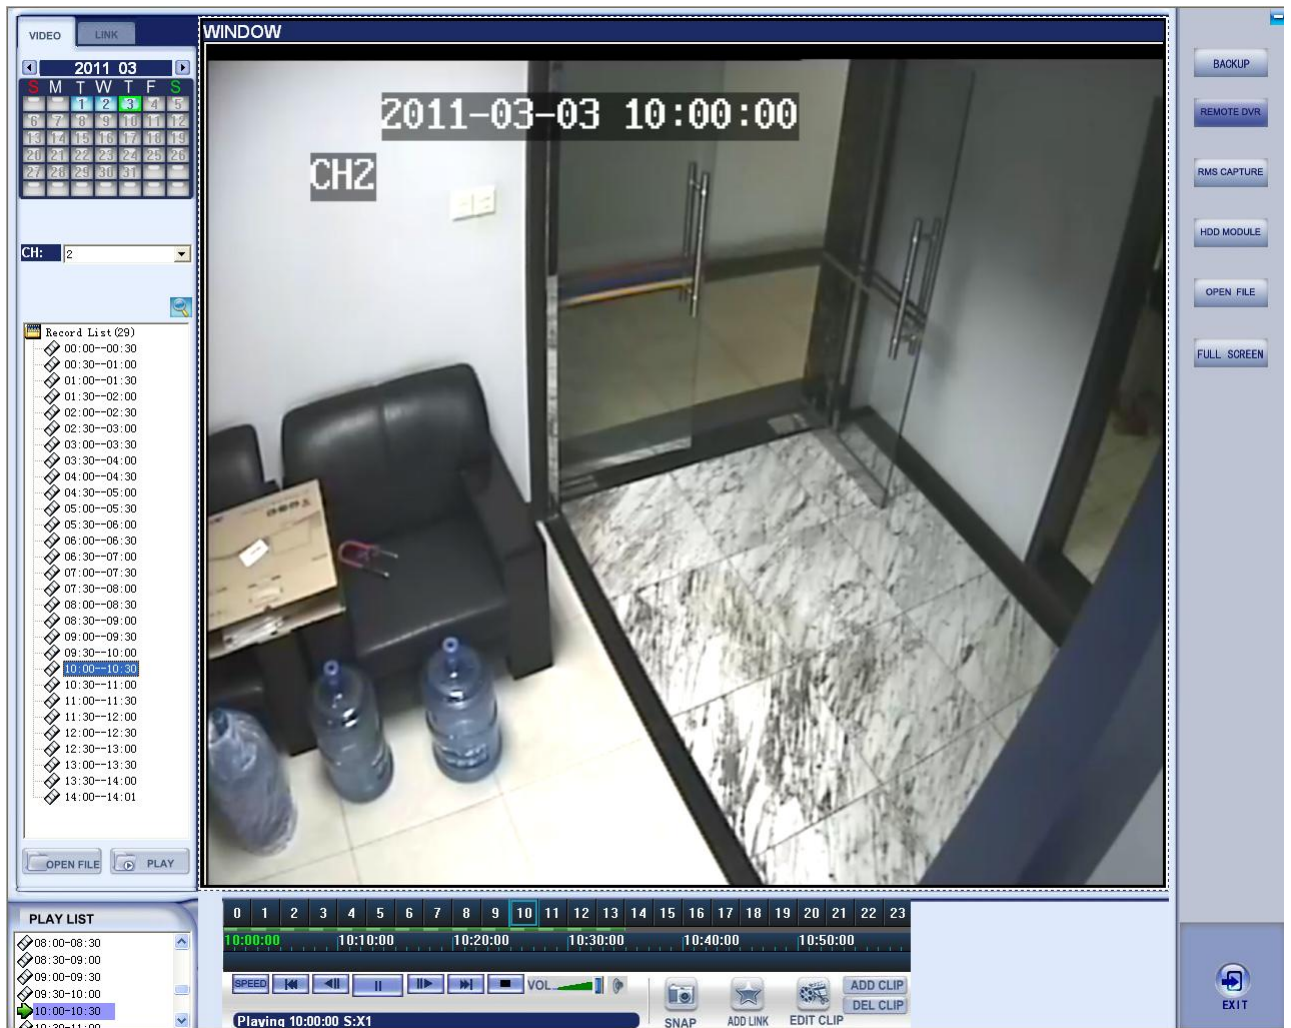 VIDEO
LINK
2011 03
S M T W T F S
1 2 3 4 5
6 7 8 9 10 11 12
13 14 15 16 17 18 19
20 21 22 23 24 25 26
27 28 29 30 31
CH: 2
Record List(29)
00:00--00:30
00:30--01:00
01:00--01:30
01:30--02:00
02:00--02:30
02:30--03:00
03:00--03:30
03:30--04:00
04:00--04:30
04:30--05:00
05:00--05:30
05:30--06:00
06:00--06:30
06:30--07:00
07:00--07:30
07:30--08:00
08:00--08:30
08:30--09:00
09:00--09:30
09:30--10:00
10:00--10:30
10:30--11:00
11:00--11:30
11:30--12:00
12:00--12:30
12:30--13:00
13:00--13:30
13:30--14:00
14:00--14:01
OPEN FILE
PLAY
PLAY LIST
08:00-08:30
08:30-09:00
09:00-09:30
09:30-10:00
10:00-10:30
10:30-11:00
WINDOW
2011-03-03 10:00:00
CH2
0 1 2 3 4 5 6 7 8 9 10 11 12 13 14 15 16 17 18 19 20 21 22 23
10:00:00 10:10:00 10:20:00 10:30:00 10:40:00 10:50:00
SPEED
VOL
Playing 10:00:00 S:X1
SNAP
ADD LINK
EDIT CLIP
ADD CLIP
DEL CLIP
BACKUP
REMOTE DVR
RMS CAPTURE
HDD MODULE
OPEN FILE
FULL SCREEN
EXIT